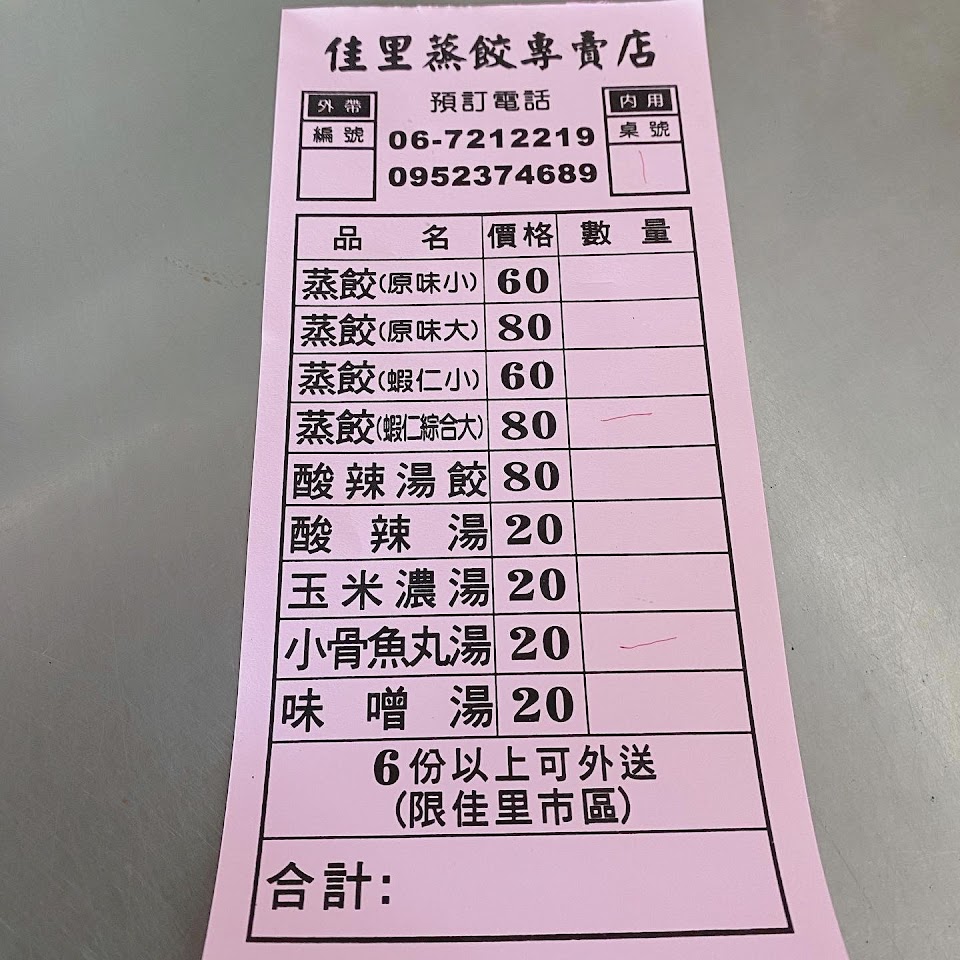 佳里蒸餃專賣店
外帶
編號
預訂電話
06-7212219
0952374689
內用
桌號
品名 價格 數量
蒸餃(原味小) 60
蒸餃(原味大) 80
蒸餃(蝦仁小) 60
蒸餃(蝦仁綜合大) 80 一
酸辣湯餃 80
酸辣湯 20
玉米濃湯 20
小骨魚丸湯 20 一
味噌湯 20
6份以上可外送
(限佳里市區)
合計: